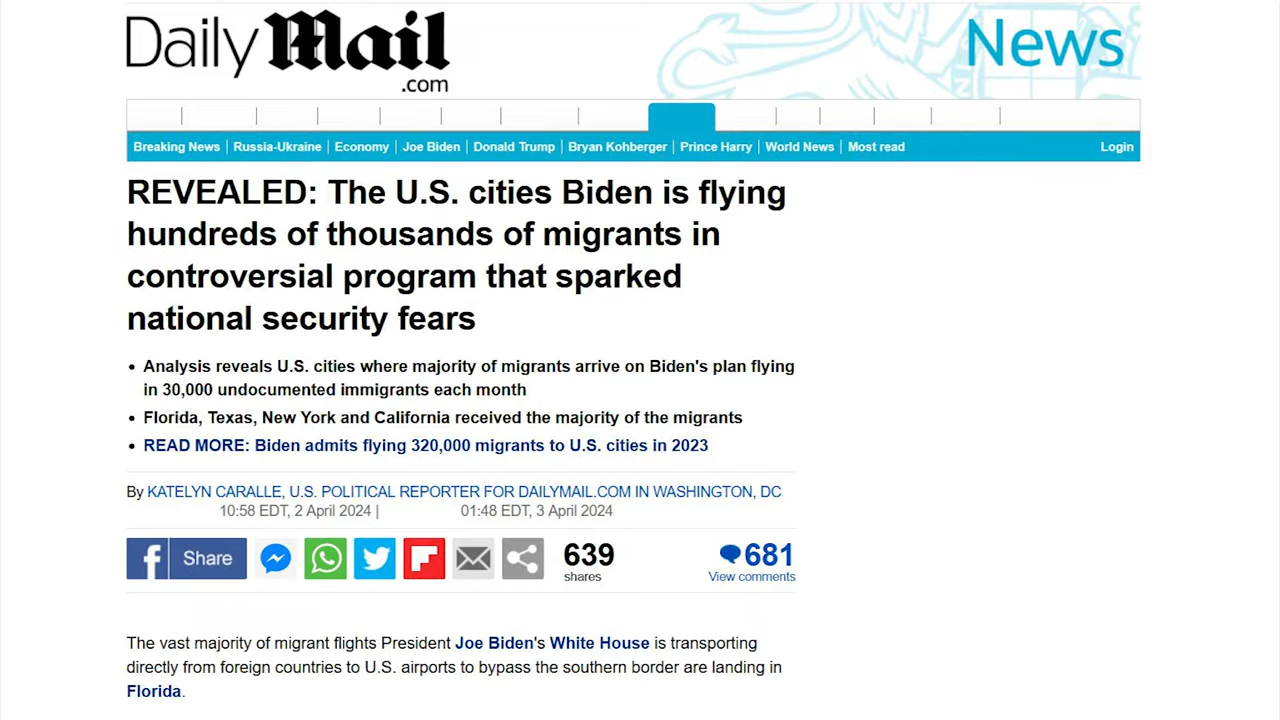 Daily Mail
.com
News
Breaking News | Russia-Ukraine | Economy | Joe Biden | Donald Trump | Bryan Kohberger | Prince Harry | World News | Most read
Login
REVEALED: The U.S. cities Biden is flying
hundreds of thousands of migrants in
controversial program that sparked
national security fears
• Analysis reveals U.S. cities where majority of migrants arrive on Biden's plan flying
in 30,000 undocumented immigrants each month
• Florida, Texas, New York and California received the majority of the migrants
• READ MORE: Biden admits flying 320,000 migrants to U.S. cities in 2023
By KATELYN CARALLE, U.S. POLITICAL REPORTER FOR DAILYMAIL.COM IN WASHINGTON, DC
10:58 EDT, 2 April 2024 | 01:48 EDT, 3 April 2024
f Share
639
shares
681
View comments
The vast majority of migrant flights President Joe Biden's White House is transporting
directly from foreign countries to U.S. airports to bypass the southern border are landing in
Florida.